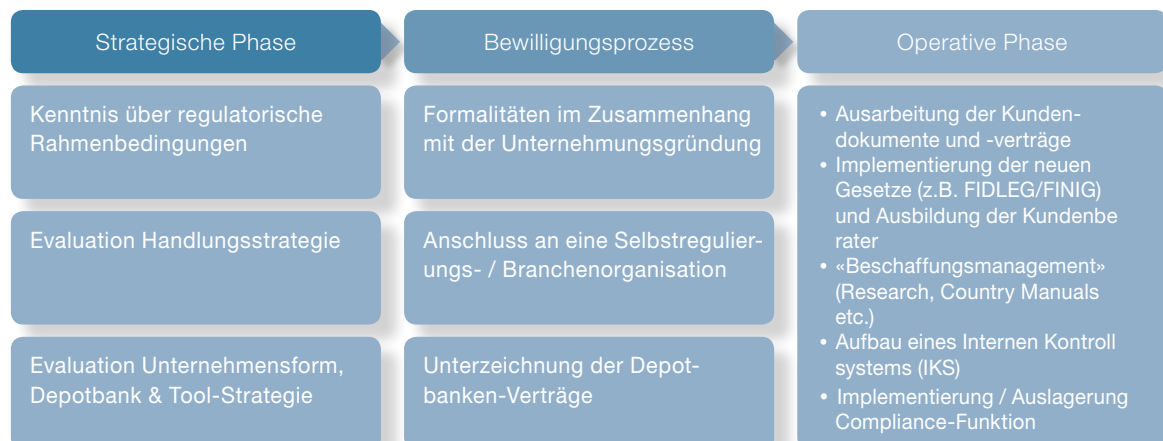 Strategische Phase
Kenntnis über regulatorische
Rahmenbedingungen
Evaluation Handlungsstrategie
Evaluation Unternehmensform,
Depotbank & Tool-Strategie
Bewilligungsprozess
Formalitäten im Zusammenhang
mit der Unternehmungsgründung
Anschluss an eine Selbstregulier-
ungs- / Branchenorganisation
Unterzeichnung der Depot-
banken-Verträge
Operative Phase
• Ausarbeitung der Kunden-
dokumente und -verträge
• Implementierung der neuen
Gesetze (z.B. FIDLEG/FINIG)
und Ausbildung der Kundenbe
rater
• «Beschaffungsmanagement»
(Research, Country Manuals
etc.)
• Aufbau eines Internen Kontroll
systems (IKS)
• Implementierung / Auslagerung
Compliance-Funktion